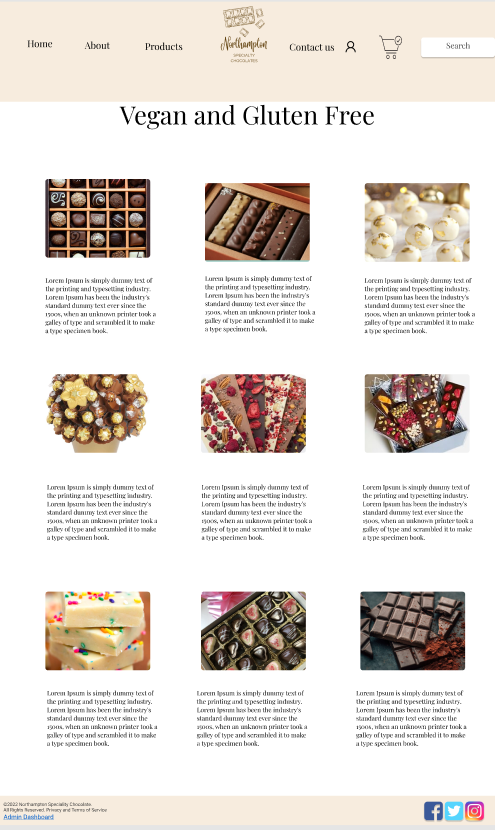 Home
About
Products
Northampton
SPECIALTY
CHOCOLATES
Contact us
Search
Vegan and Gluten Free
Lorem Ipsum is simply dummy text of
the printing and typesetting industry.
Lorem Ipsum has been the industry's
standard dummy text ever since the
1500s, when an unknown printer took a
galley of type and scrambled it to make
a type specimen book.
Lorem Ipsum is simply dummy text of
the printing and typesetting industry.
Lorem Ipsum has been the industry's
standard dummy text ever since the
1500s, when an unknown printer took a
galley of type and scrambled it to make
a type specimen book.
Lorem Ipsum is simply dummy text of
the printing and typesetting industry.
Lorem Ipsum has been the industry's
standard dummy text ever since the
1500s, when an unknown printer took a
galley of type and scrambled it to make
a type specimen book.
Lorem Ipsum is simply dummy text of
the printing and typesetting industry.
Lorem Ipsum has been the industry's
standard dummy text ever since the
1500s, when an unknown printer took a
galley of type and scrambled it to make
a type specimen book.
Lorem Ipsum is simply dummy text of
the printing and typesetting industry.
Lorem Ipsum has been the industry's
standard dummy text ever since the
1500s, when an unknown printer took a
galley of type and scrambled it to make
a type specimen book.
Lorem Ipsum is simply dummy text of
the printing and typesetting industry.
Lorem Ipsum has been the industry's
standard dummy text ever since the
1500s, when an unknown printer took a
galley of type and scrambled it to make
a type specimen book.
Lorem Ipsum is simply dummy text of
the printing and typesetting industry.
Lorem Ipsum has been the industry's
standard dummy text ever since the
1500s, when an unknown printer took a
galley of type and scrambled it to make
a type specimen book.
Lorem Ipsum is simply dummy text of
the printing and typesetting industry.
Lorem Ipsum has been the industry's
standard dummy text ever since the
1500s, when an unknown printer took a
galley of type and scrambled it to make
a type specimen book.
Lorem Ipsum is simply dummy text of
the printing and typesetting industry.
Lorem Ipsum has been the industry's
standard dummy text ever since the
1500s, when an unknown printer took a
galley of type and scrambled it to make
a type specimen book.
©2022 Northampton Speciality Chocolate.
All Rights Reserved. Privacy and Terms of Service
Admin Dashboard